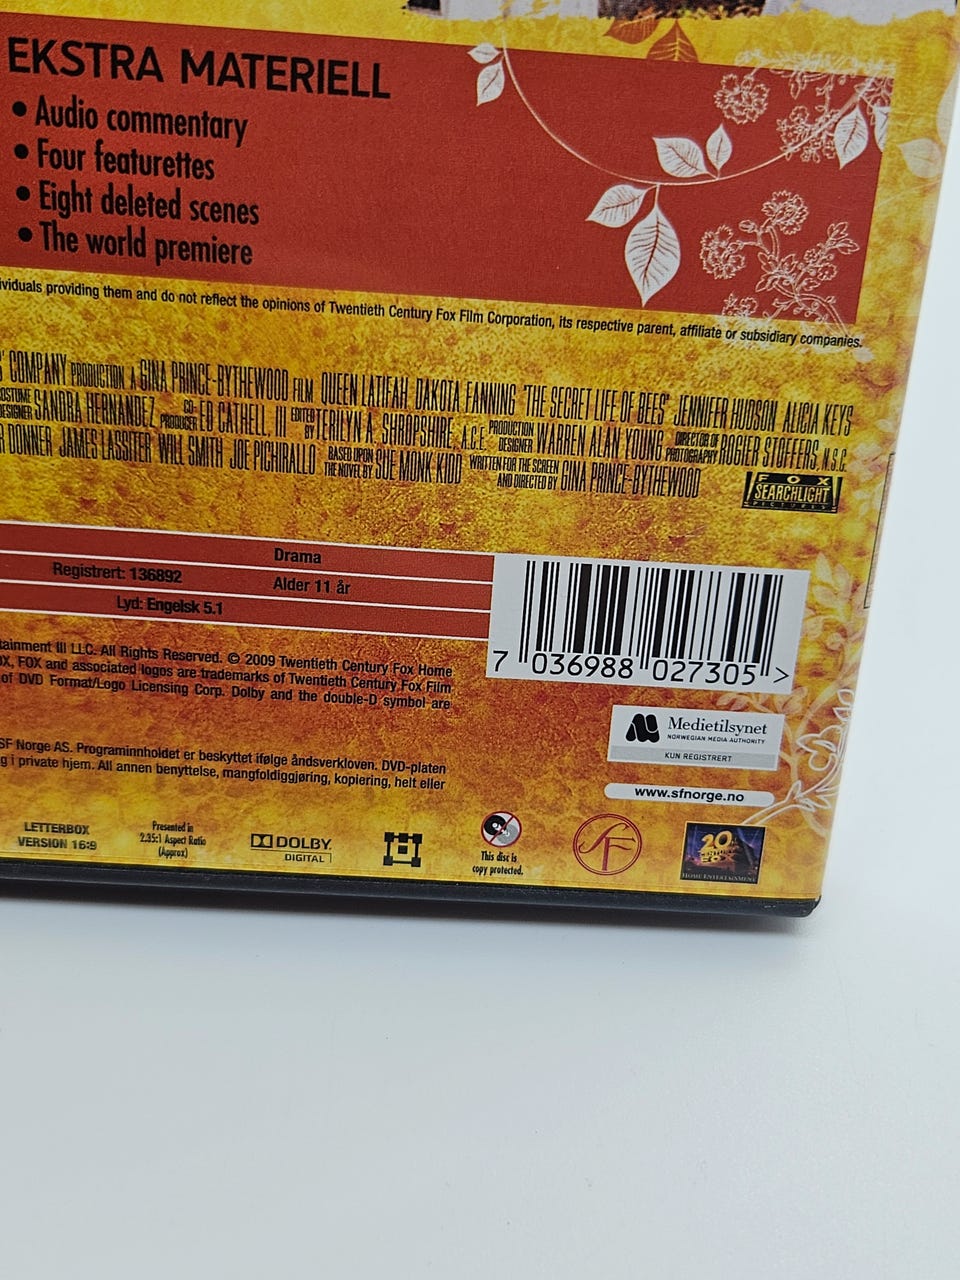 EKSTRA MATERIELL
• Audio commentary
• Four featurettes
• Eight deleted scenes
• The world premiere
providing them and do not reflect the opinions of Twentieth Century Fox Film Corporation, its respective parent, affiliate or subsidiary companies.
COMPANY PRODUCTION A GINA PRINCE-BYTHEWOOD FILM QUEEN LATIFAH DAKOTA FANNING "THE SECRET LIFE OF BEES" JENNIFER HUDSON ALICIA KEYS
COSTUME DESIGNER SANDRA HERNANDEZ CO-PRODUCER ED CATHELL III EDITED BY TERILYN A. SHROPSHIRE, A.C.E. PRODUCTION DESIGNER WARREN ALAN YOUNG DIRECTOR OF PHOTOGRAPHY ROGIER STOFFERS, N.S.C.
DONNER JAMES LASSITER WILL SMITH JOE PICHIRALLO BASED UPON THE NOVEL BY SUE MONK KIDD WRITTEN FOR THE SCREEN AND DIRECTED BY GINA PRINCE-BYTHEWOOD
FOX
SEARCHLIGHT
PICTURES
Drama
Registrert: 136892
Alder 11 år
Lyd: Engelsk 5.1
7 036988 027305 >
III LLC. All Rights Reserved. © 2009 Twentieth Century Fox Home
FOX and associated logos are trademarks of Twentieth Century Fox Film
of DVD Format/Logo Licensing Corp. Dolby and the double-D symbol are
Medietilsynet
NORWEGIAN MEDIA AUTHORITY
KUN REGISTRERT
SF Norge AS. Programinnholdet er beskyttet ifølge åndsverkloven. DVD-platen
i private hjem. All annen benyttelse, mangfoldiggjøring, kopiering, helt eller
www.sfnorge.no
LETTERBOX
VERSION 16:9
Presented in
2.35:1 Aspect Ratio
(Approx)
DOLBY
DIGITAL
This disc is
copy protected.
SF
20th
CENTURY
FOX
HOME ENTERTAINMENT